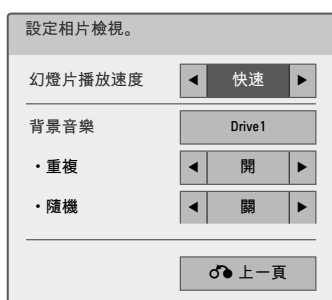 設定相片檢視。
幻燈片播放速度 ◀ 快速 ▶
背景音樂 Drive1
・重複 ◀ 開 ▶
・隨機 ◀ 關 ▶
上一頁